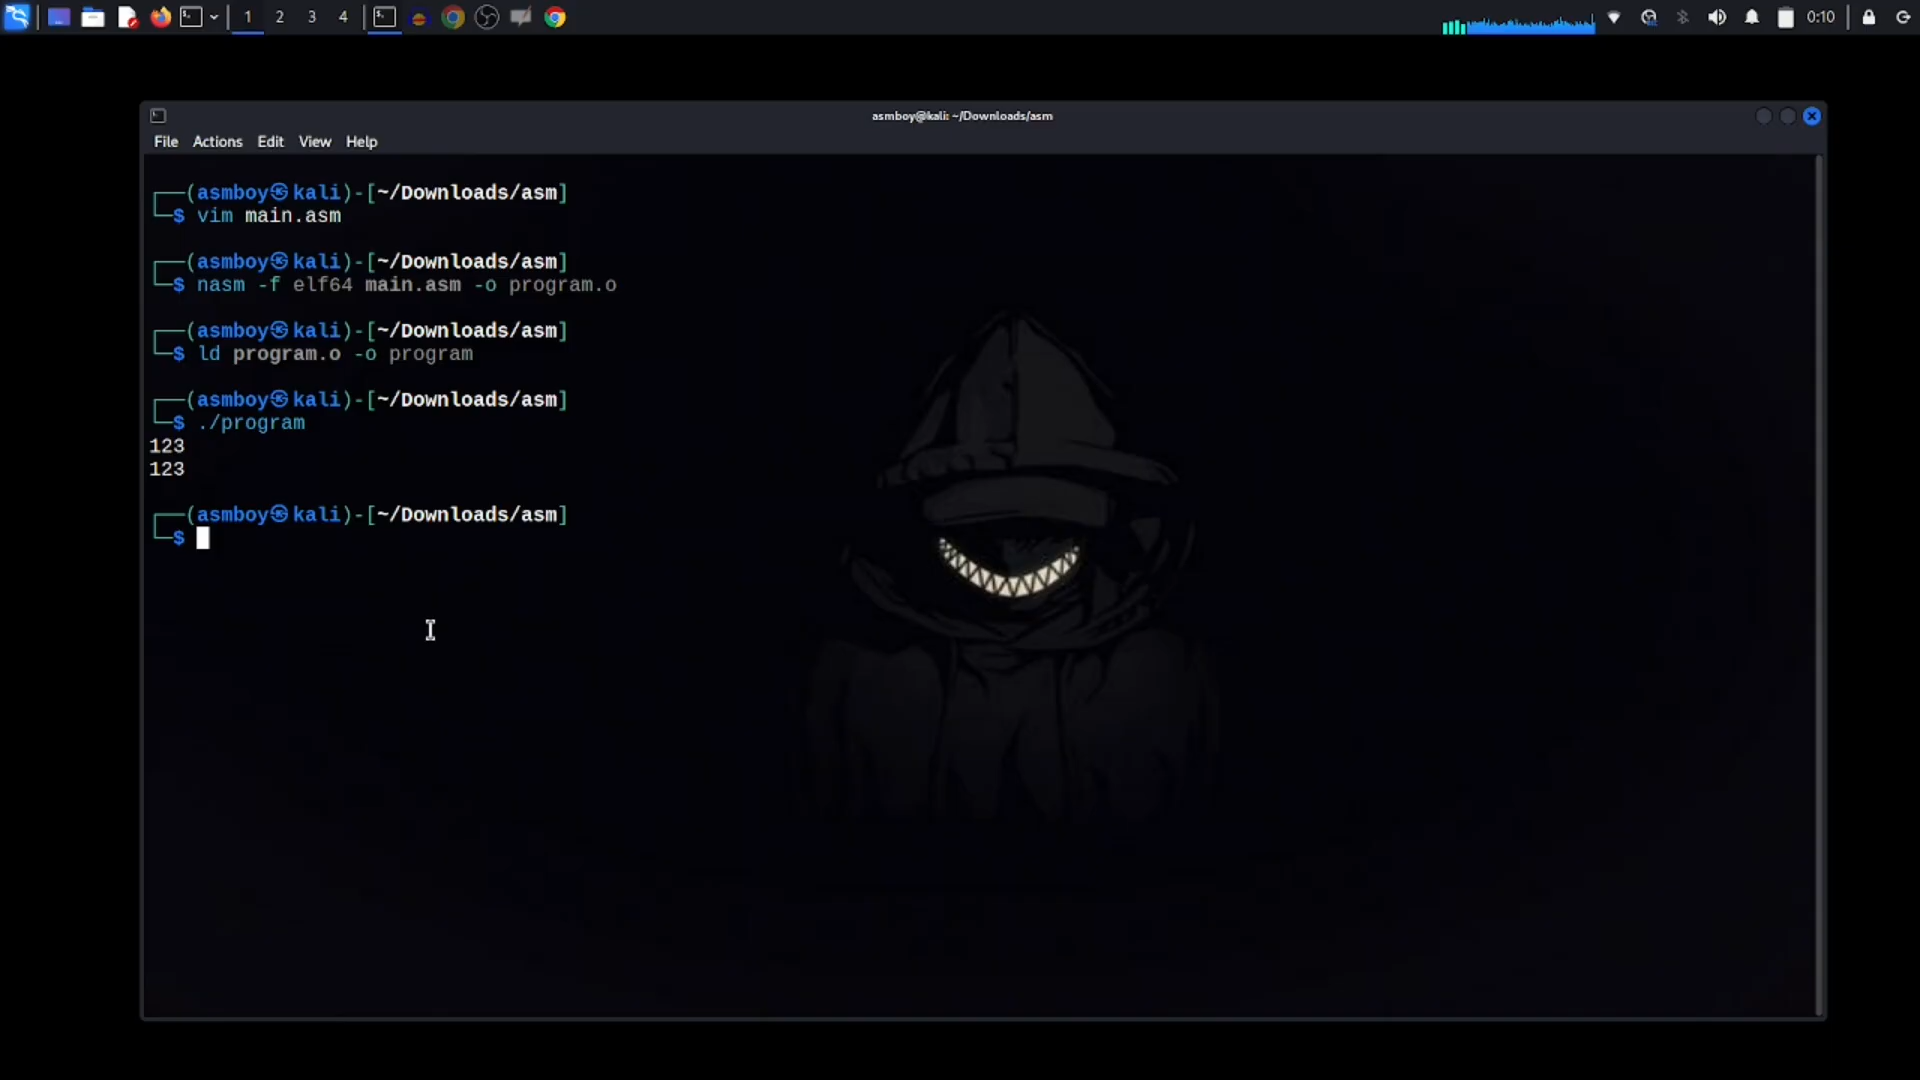 1 2 3 4 0:10
asmboy@kali: ~/Downloads/asm
File Actions Edit View Help
┌──(asmboy㉿kali)-[~/Downloads/asm]
└─$ vim main.asm
┌──(asmboy㉿kali)-[~/Downloads/asm]
└─$ nasm -f elf64 main.asm -o program.o
┌──(asmboy㉿kali)-[~/Downloads/asm]
└─$ ld program.o -o program
┌──(asmboy㉿kali)-[~/Downloads/asm]
└─$ ./program
123
123
┌──(asmboy㉿kali)-[~/Downloads/asm]
└─$